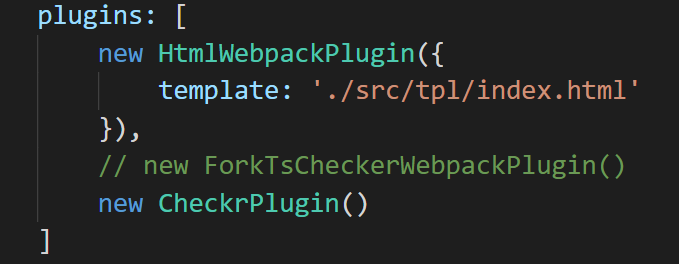 plugins: [
new HtmlWebpackPlugin({
template: './src/tpl/index.html'
}),
// new ForkTsCheckerWebpackPlugin()
new CheckrPlugin()
]